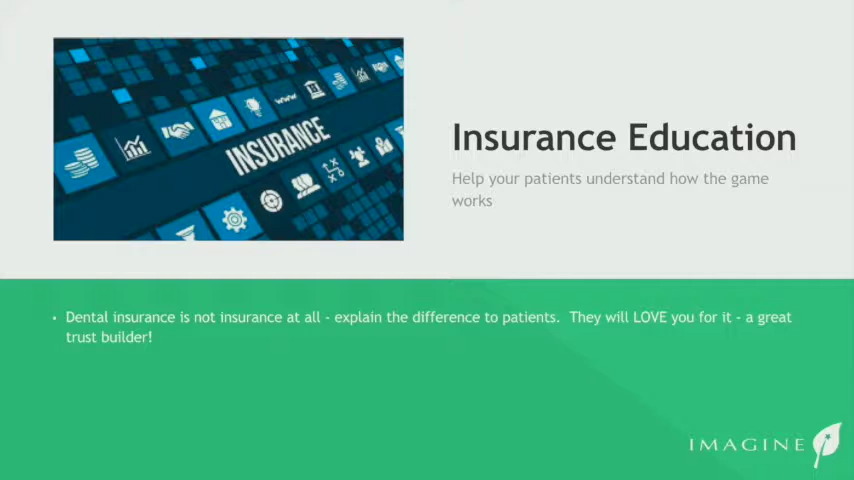 www
INSURANCE
Insurance Education
Help your patients understand how the game
works
• Dental insurance is not insurance at all - explain the difference to patients.  They will LOVE you for it - a great
trust builder!
IMAGINE